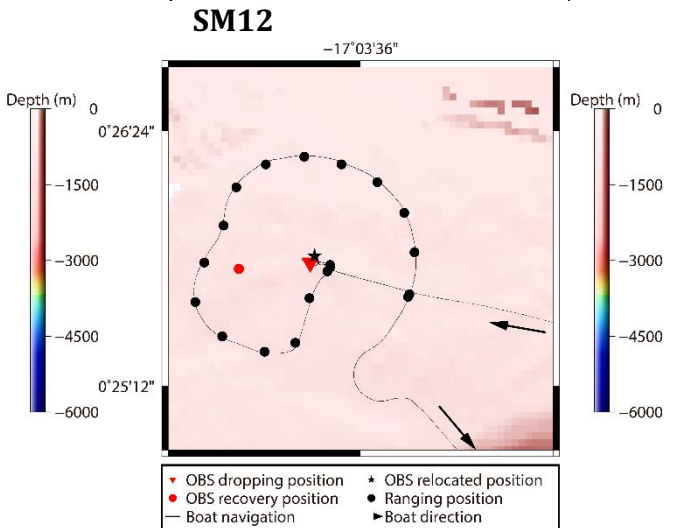 SM12
−17°03'36"
Depth (m)
0
−1500
−3000
−4500
−6000
0°26'24"
0°25'12"
Depth (m)
0
−1500
−3000
−4500
−6000
OBS dropping position
OBS relocated position
OBS recovery position
Ranging position
Boat navigation
Boat direction